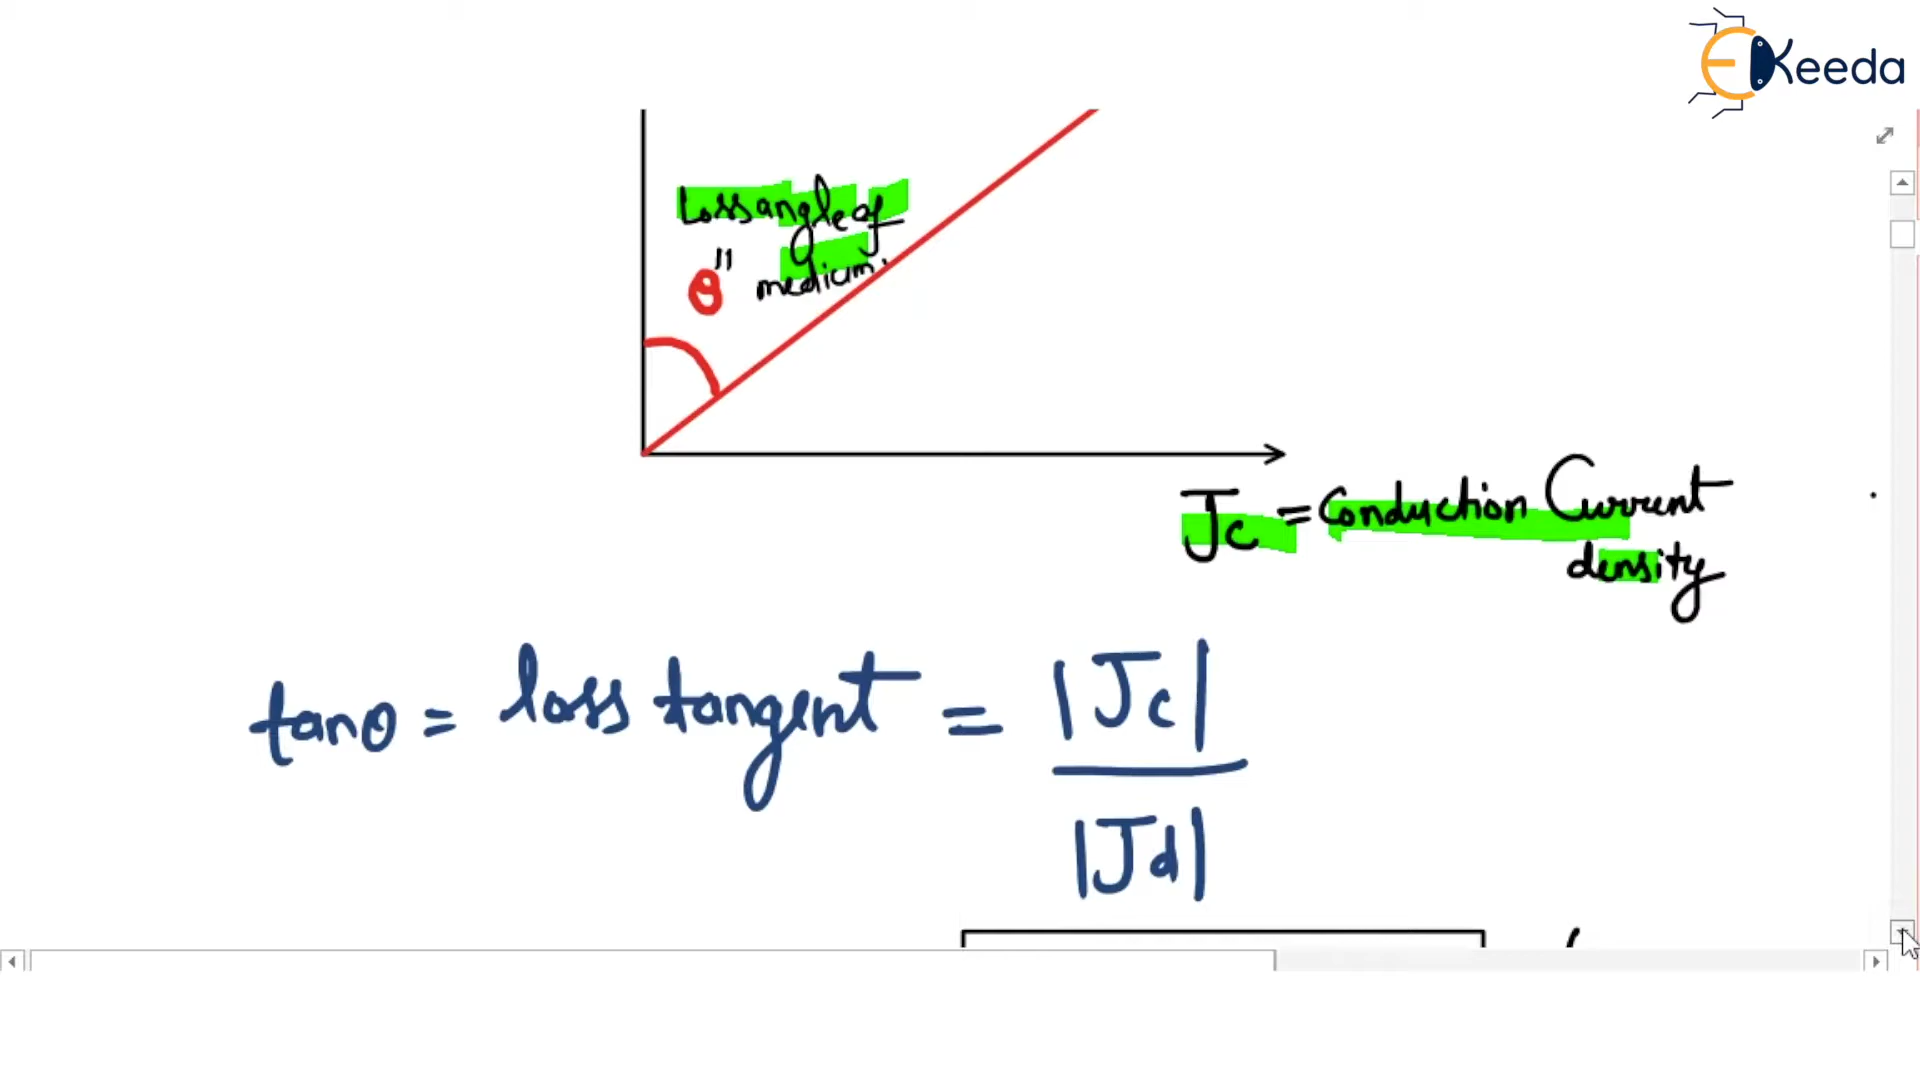 EKeeda
Loss angle of
θ" medium.
Jc = Conduction Current
density
tanθ = loss tangent = |Jc|
|Jd|